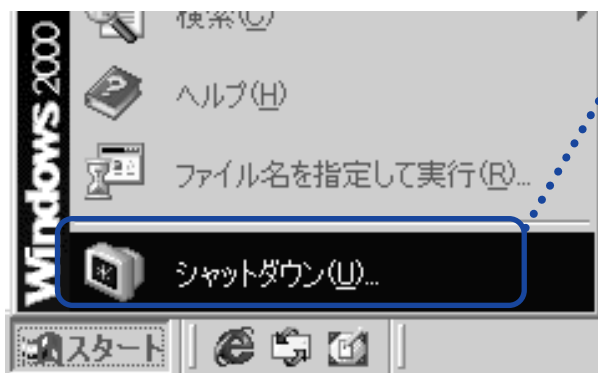 検索(C)
ヘルプ(H)
ファイル名を指定して実行(R)...
シャットダウン(U)...
Windows 2000
スタート